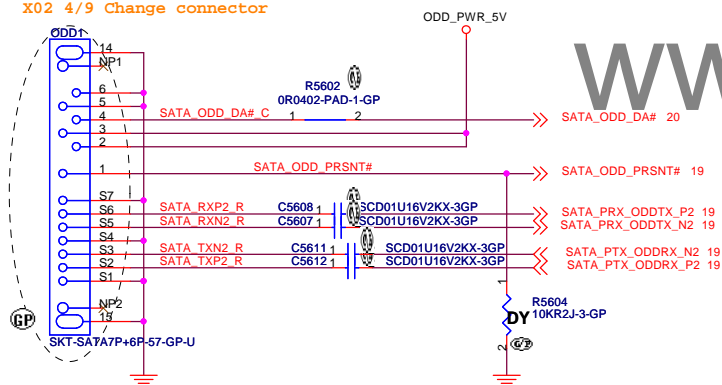 X02 4/9 Change connector
ODD1
ODD_PWR_5V
14
NP1
6
5
4
3
2
1
SATA_ODD_DA#_C
R5602
0R0402-PAD-1-GP
1 2
SATA_ODD_DA# 20
SATA_ODD_PRSNT#
SATA_ODD_PRSNT# 19
S7
S6 SATA_RXP2_R C5608 1 SCD01U16V2KX-3GP SATA_PRX_ODDTX_P2 19
S5 SATA_RXN2_R C5607 1 SCD01U16V2KX-3GP SATA_PRX_ODDTX_N2 19
S4
S3 SATA_TXN2_R C5611 1 SCD01U16V2KX-3GP SATA_PTX_ODDRX_N2 19
S2 SATA_TXP2_R C5612 1 SCD01U16V2KX-3GP SATA_PTX_ODDRX_P2 19
S1
NP2
15
GP
SKT-SATA7P+6P-57-GP-U
1
R5604
DY 10KR2J-3-GP
2
GP
WW